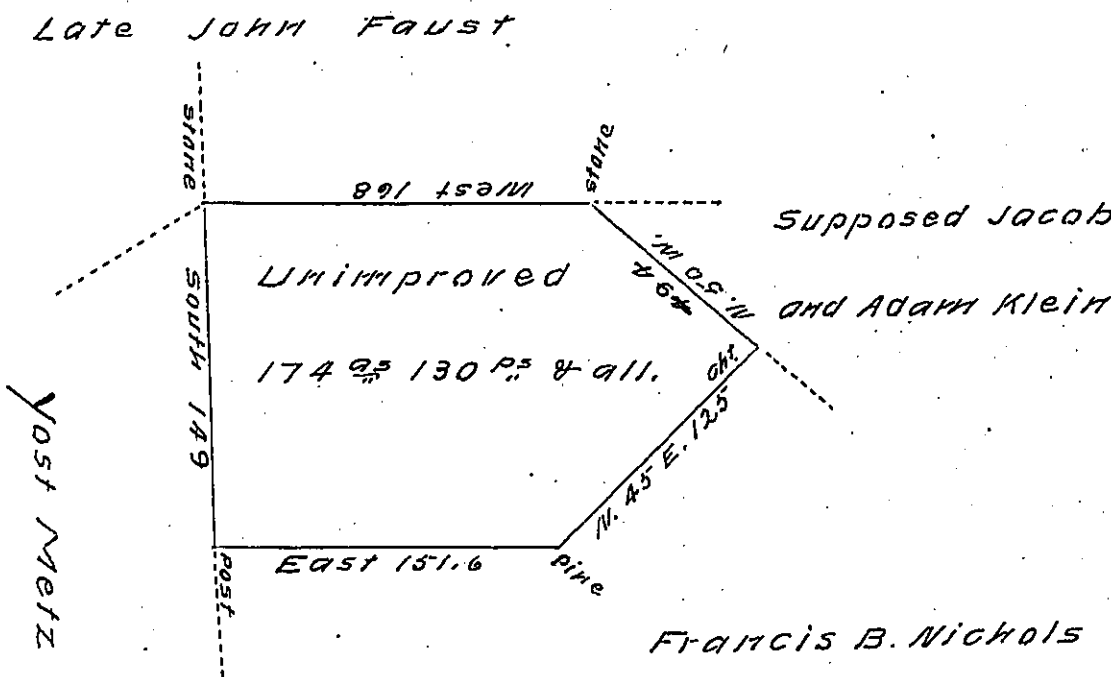 Late John Faust
stone
stone
West 168
Supposed Jacob
and Adam Klein
N. 50 W.
Unimproved
174 as 130 ps & all.
South 149
cht.
N. 45 E. 125
Yost Metz
post
East 151.6
pine
Francis B. Nichols